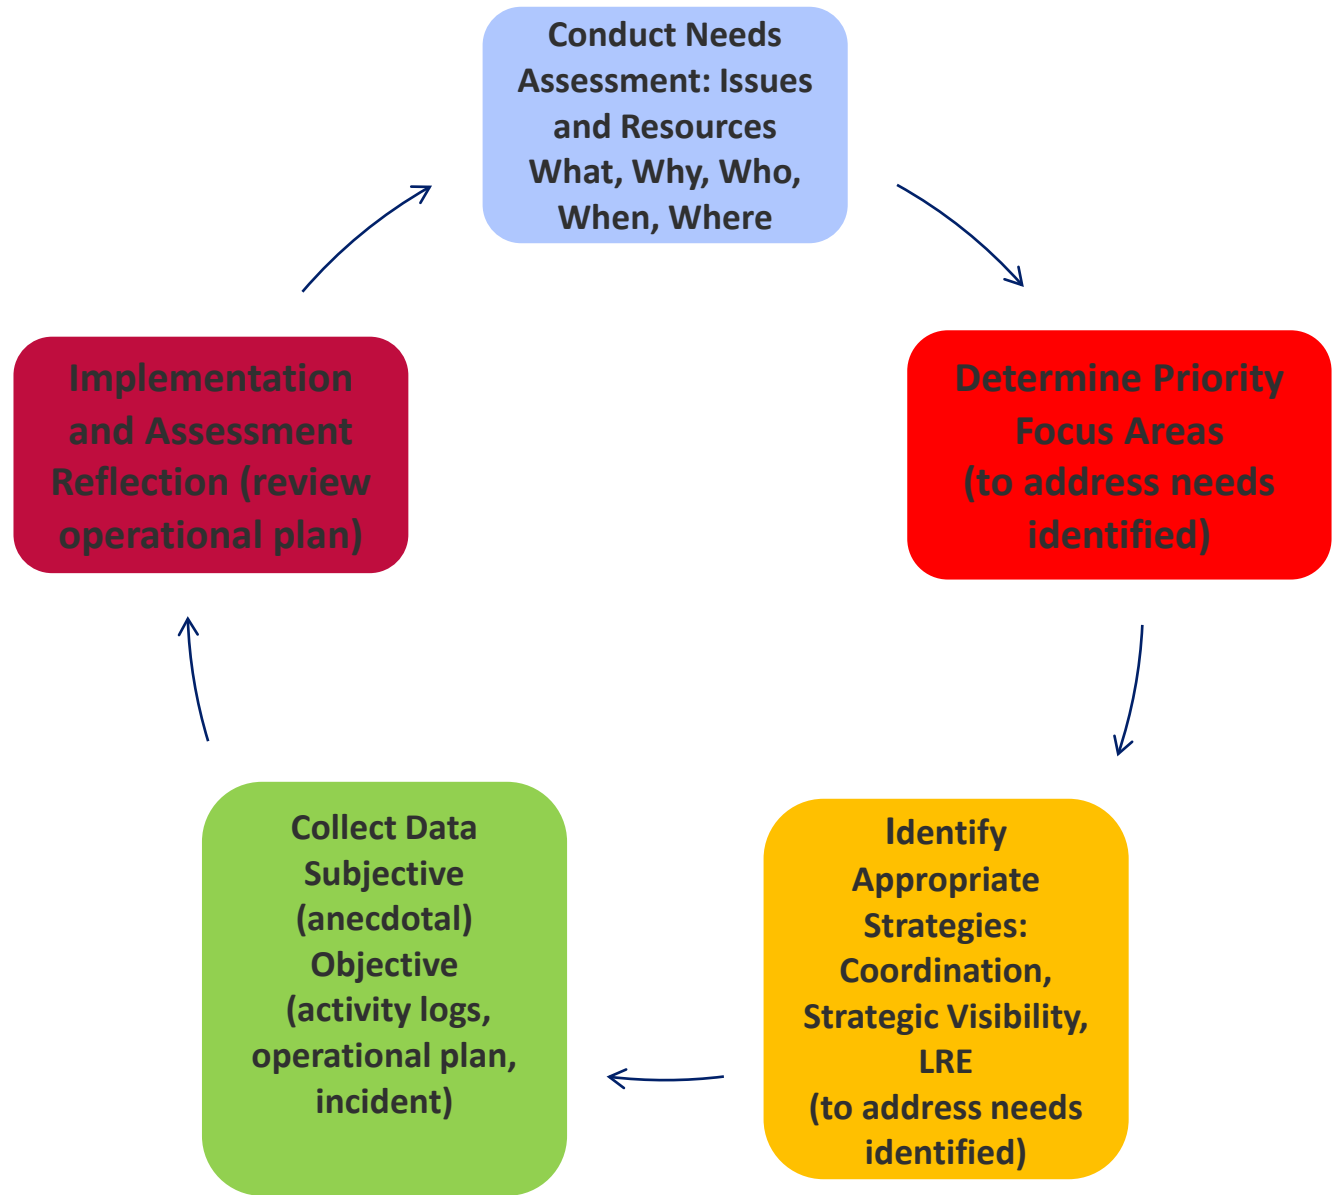 Conduct Needs
Assessment: Issues
and Resources
What, Why, Who,
When, Where
Determine Priority
Focus Areas
(to address needs
identified)
Identify
Appropriate
Strategies:
Coordination,
Strategic Visibility,
LRE
(to address needs
identified)
Collect Data
Subjective
(anecdotal)
Objective
(activity logs,
operational plan,
incident)
Implementation
and Assessment
Reflection (review
operational plan)